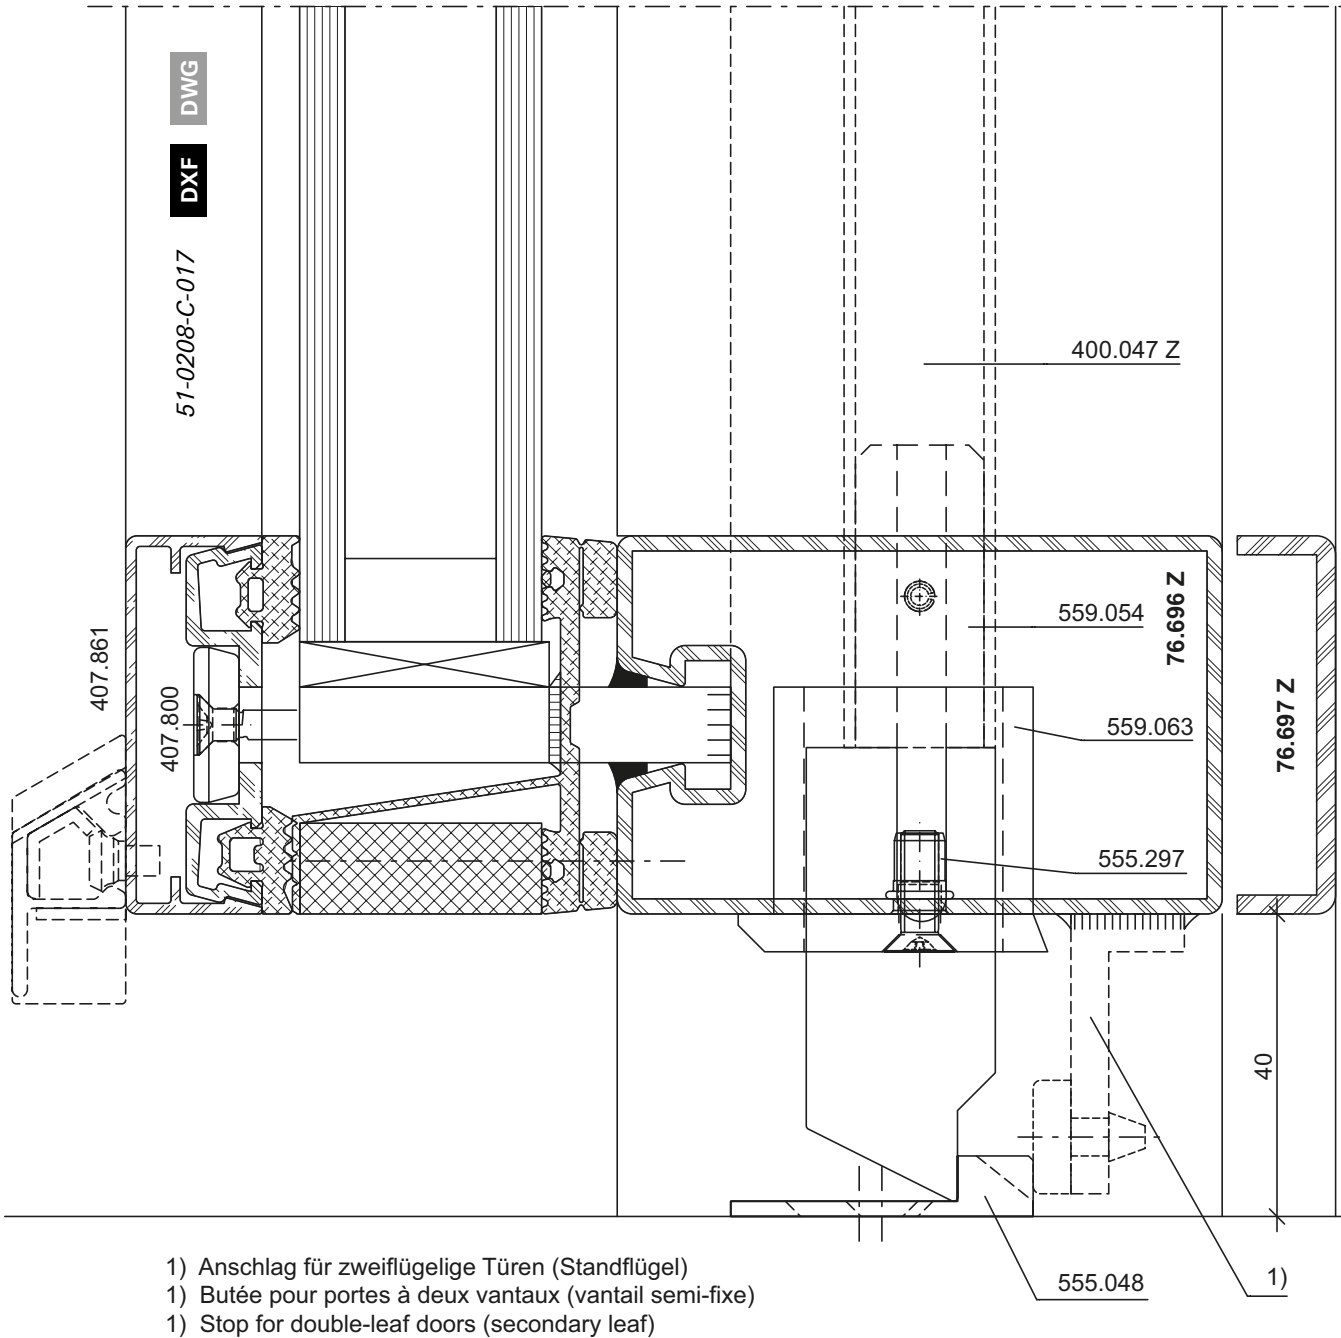 DWG
DXF
51-0208-C-017
400.047 Z
559.054
76.696 Z
407.861
407.800
559.063
76.697 Z
555.297
40
1) Anschlag für zweiflügelige Türen (Standflügel)
1) Butée pour portes à deux vantaux (vantail semi-fixe)
1) Stop for double-leaf doors (secondary leaf)
555.048
1)